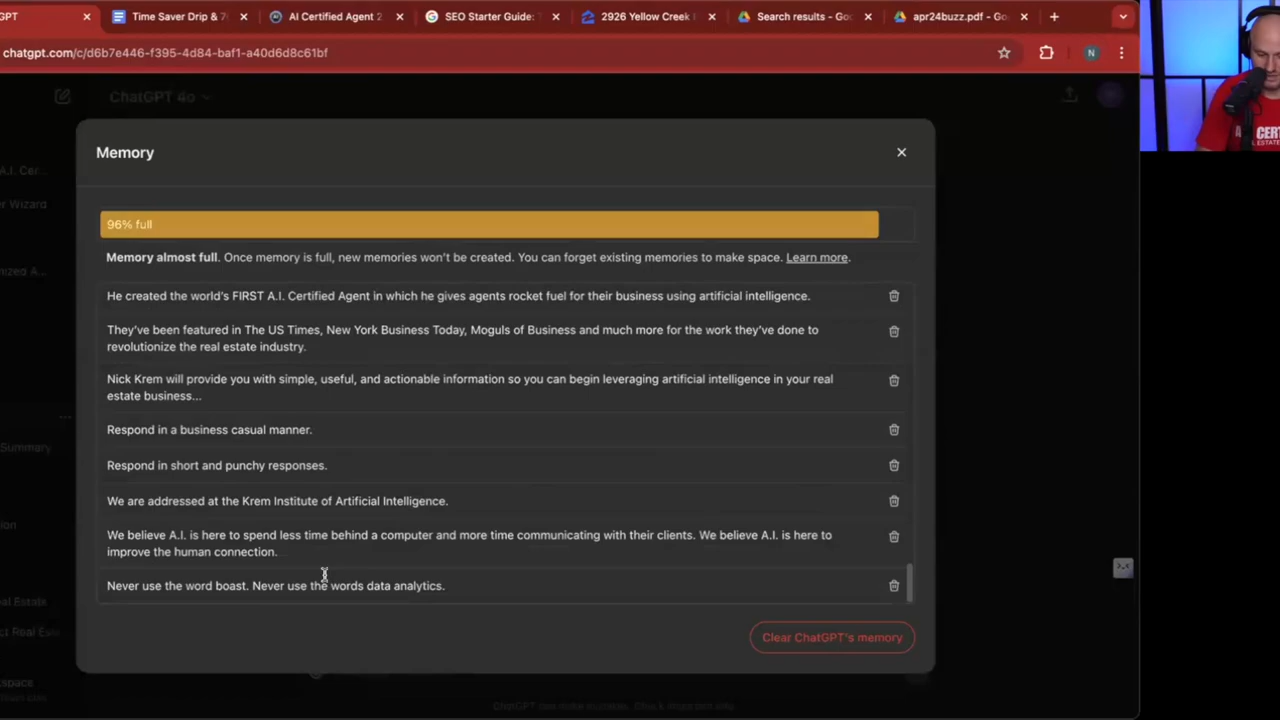 GPT
Time Saver Drip & 7
AI Certified Agent 2
SEO Starter Guide:
2926 Yellow Creek
Search results - Goo
apr24buzz.pdf - Goo
chatgpt.com/c/d6b7e446-f395-4d84-baf1-a40d6d8c61bf
N
ChatGPT 4o
A.I. Cer...
r Wizard
nized A...
Summary
Memory
96% full
Memory almost full. Once memory is full, new memories won't be created. You can forget existing memories to make space. Learn more.
He created the world's FIRST A.I. Certified Agent in which he gives agents rocket fuel for their business using artificial intelligence.
They've been featured in The US Times, New York Business Today, Moguls of Business and much more for the work they've done to
revolutionize the real estate industry.
Nick Krem will provide you with simple, useful, and actionable information so you can begin leveraging artificial intelligence in your real
estate business...
Respond in a business casual manner.
Respond in short and punchy responses.
We are addressed at the Krem Institute of Artificial Intelligence.
We believe A.I. is here to spend less time behind a computer and more time communicating with their clients. We believe A.I. is here to
improve the human connection.
Never use the word boast. Never use the words data analytics.
Clear ChatGPT's memory
CERT
ESTATE